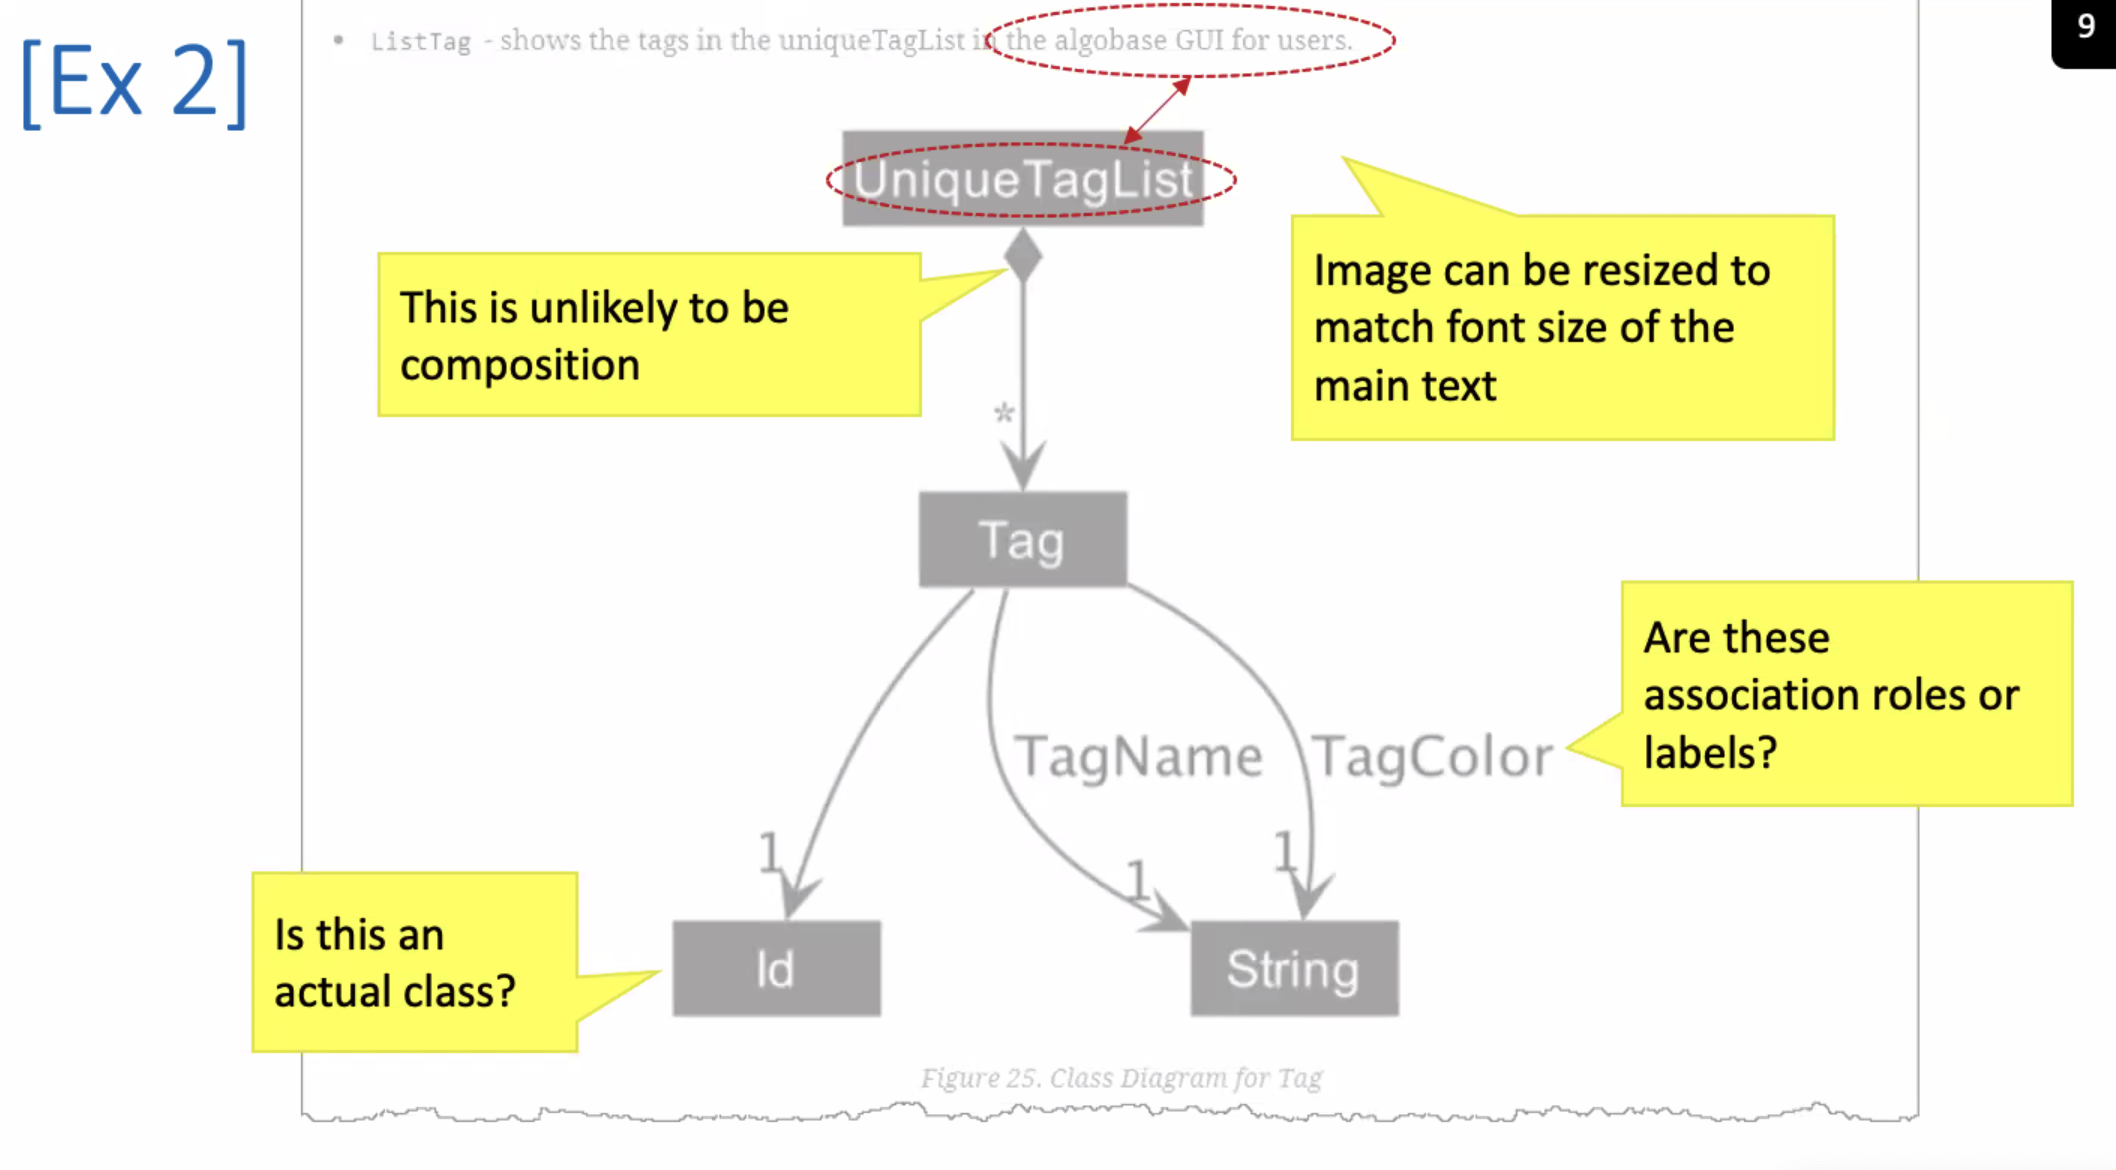 9
[Ex 2]
• ListTag - shows the tags in the uniqueTagList in the algobase GUI for users.
UniqueTagList
This is unlikely to be
composition
Image can be resized to
match font size of the
main text
*
Tag
Are these
association roles or
labels?
TagName
TagColor
1
1
1
Is this an
actual class?
Id
String
Figure 25. Class Diagram for Tag